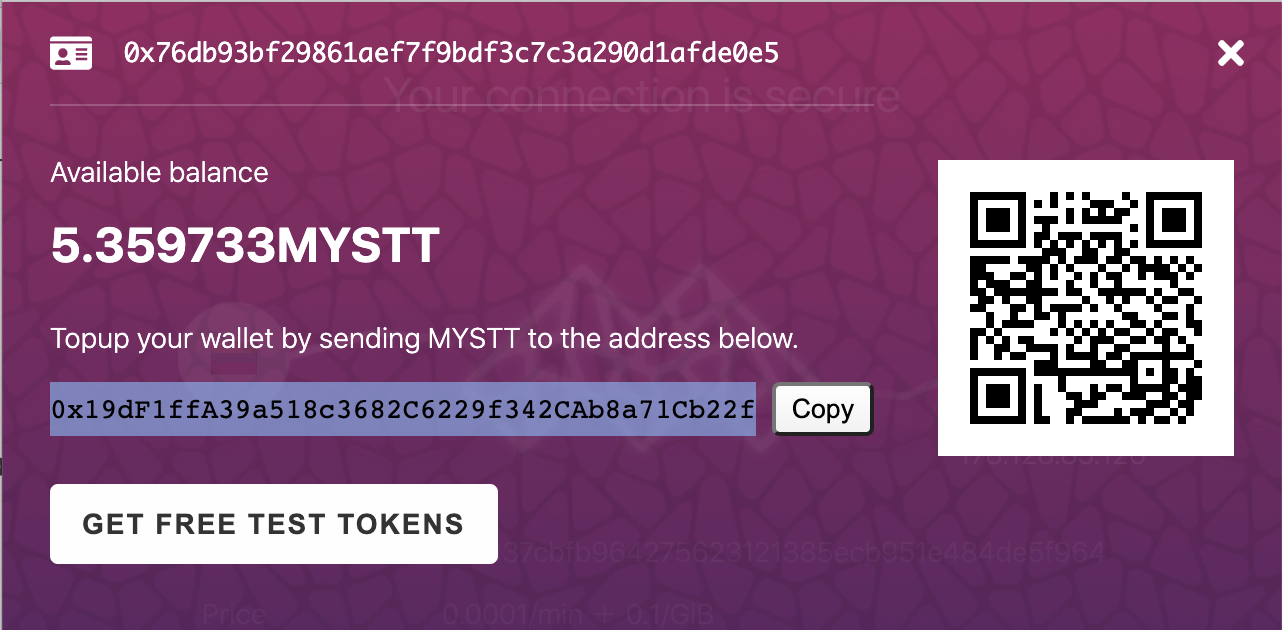 0x76db93bf29861aef7f9bdf3c7c3a290d1afde0e5
Your connection is secure
Available balance
5.359733MYSTT
Topup your wallet by sending MYSTT to the address below.
0x19dF1ffA39a518c3682C6229f342CAb8a71Cb22f
Copy
GET FREE TEST TOKENS
37cbfb964275623121385ecb951e484de5f964
Price 0.0001/min + 0.1/GiB